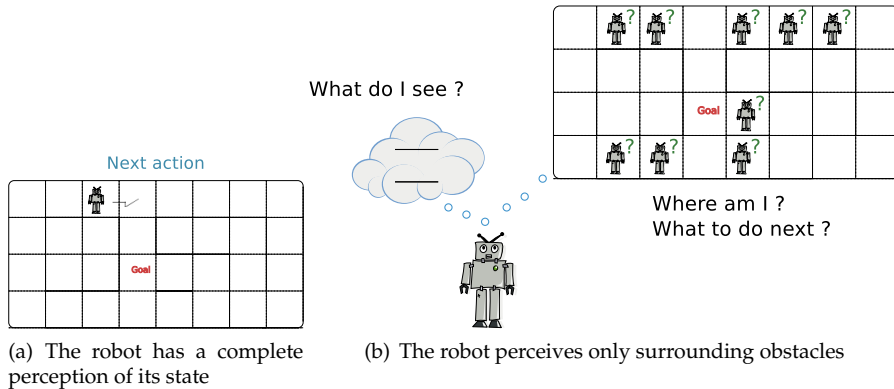 What do I see ?
? ? ? ? ?
Goal ?
? ? ?
Next action
Where am I ?
What to do next ?
Goal
(a) The robot has a complete
perception of its state
(b) The robot perceives only surrounding obstacles